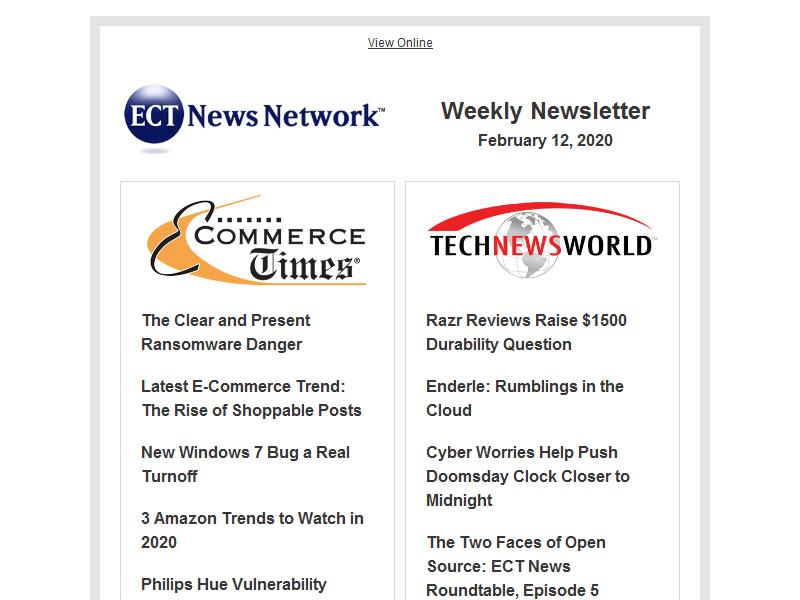 View Online
ECT News Network™
Weekly Newsletter
February 12, 2020
E COMMERCE
Times®
The Clear and Present
Ransomware Danger
Latest E-Commerce Trend:
The Rise of Shoppable Posts
New Windows 7 Bug a Real
Turnoff
3 Amazon Trends to Watch in
2020
Philips Hue Vulnerability
TECHNEWSWORLD™
Razr Reviews Raise $1500
Durability Question
Enderle: Rumblings in the
Cloud
Cyber Worries Help Push
Doomsday Clock Closer to
Midnight
The Two Faces of Open
Source: ECT News
Roundtable, Episode 5